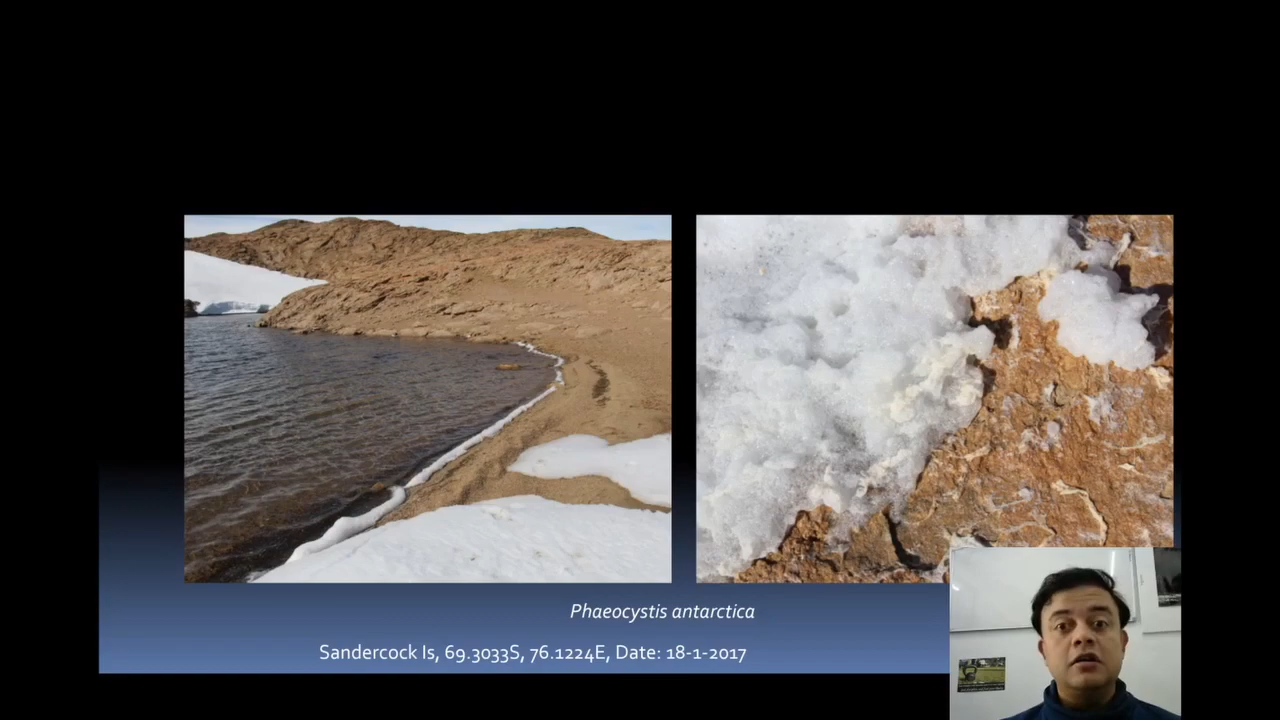 Phaeocystis antarctica
Sandercock Is, 69.3033S, 76.1224E, Date: 18-1-2017